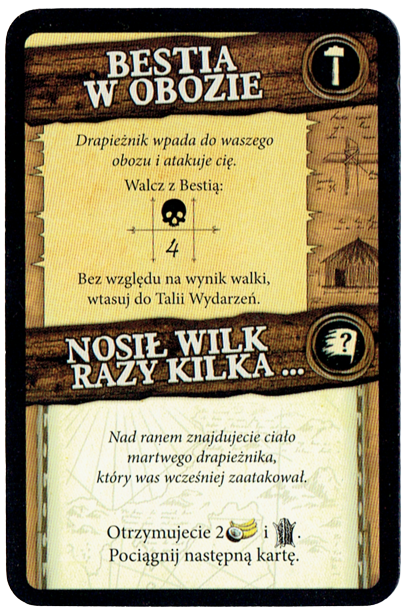 BESTIA
W OBOZIE
Drapieżnik wpada do waszego
obozu i atakuje cię.
Walcz z Bestią:
4
Bez względu na wynik walki,
wtasuj do Talii Wydarzeń.
NOSIŁ WILK
RAZY KILKA ...
?
Nad ranem znajdujecie ciało
martwego drapieżnika,
który was wcześniej zaatakował.
Otrzymujecie 2 i .
Pociągnij następną kartę.